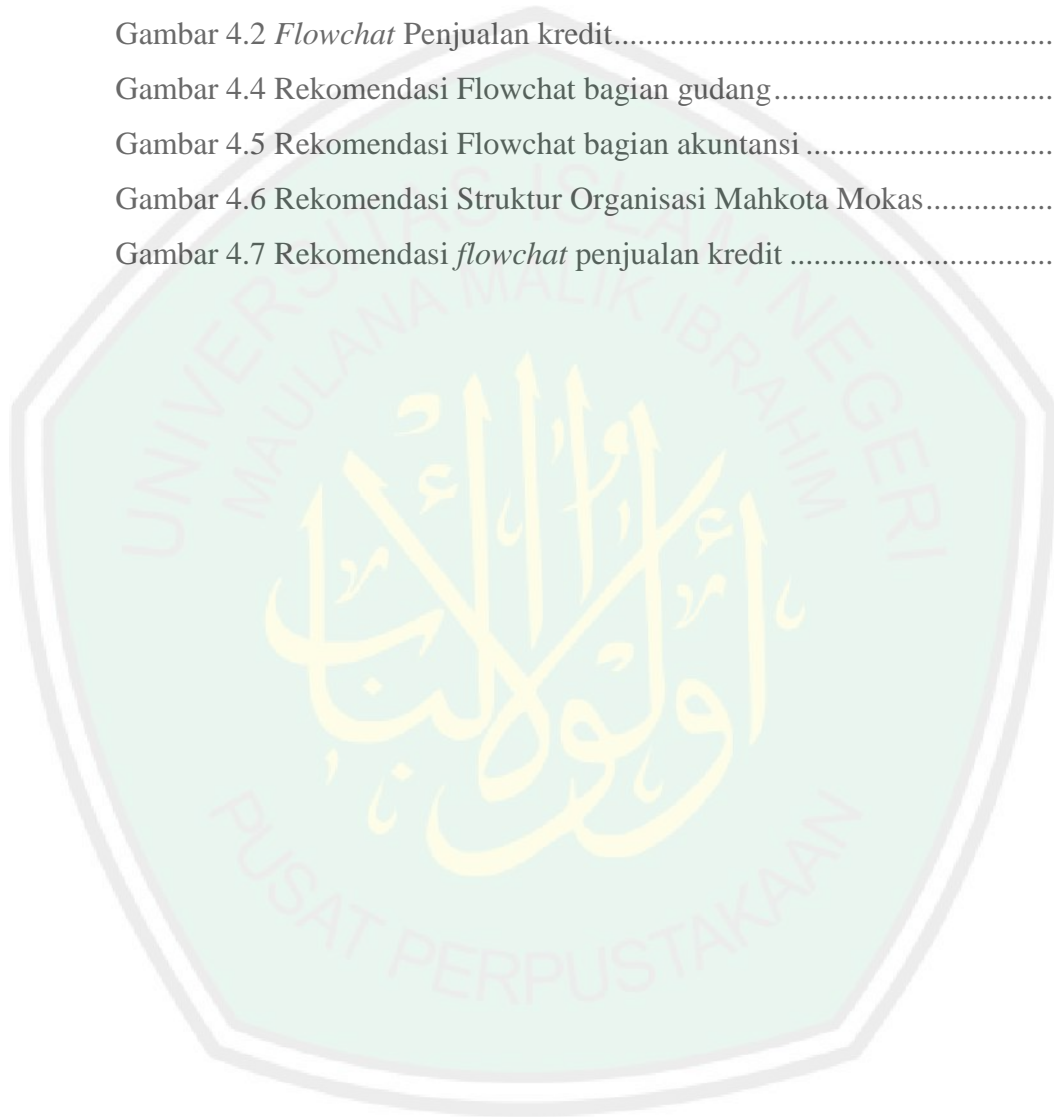 Gambar 4.2 Flowchat Penjualan kredit.......................................................
Gambar 4.4 Rekomendasi Flowchat bagian gudang...................................
Gambar 4.5 Rekomendasi Flowchat bagian akuntansi ...............................
Gambar 4.6 Rekomendasi Struktur Organisasi Mahkota Mokas................
Gambar 4.7 Rekomendasi flowchat penjualan kredit .................................
UNIVERSITAS ISLAM NEGERI
MAULANA MALIK IBRAHIM
أولوا الألباب
PUSAT PERPUSTAKAAN